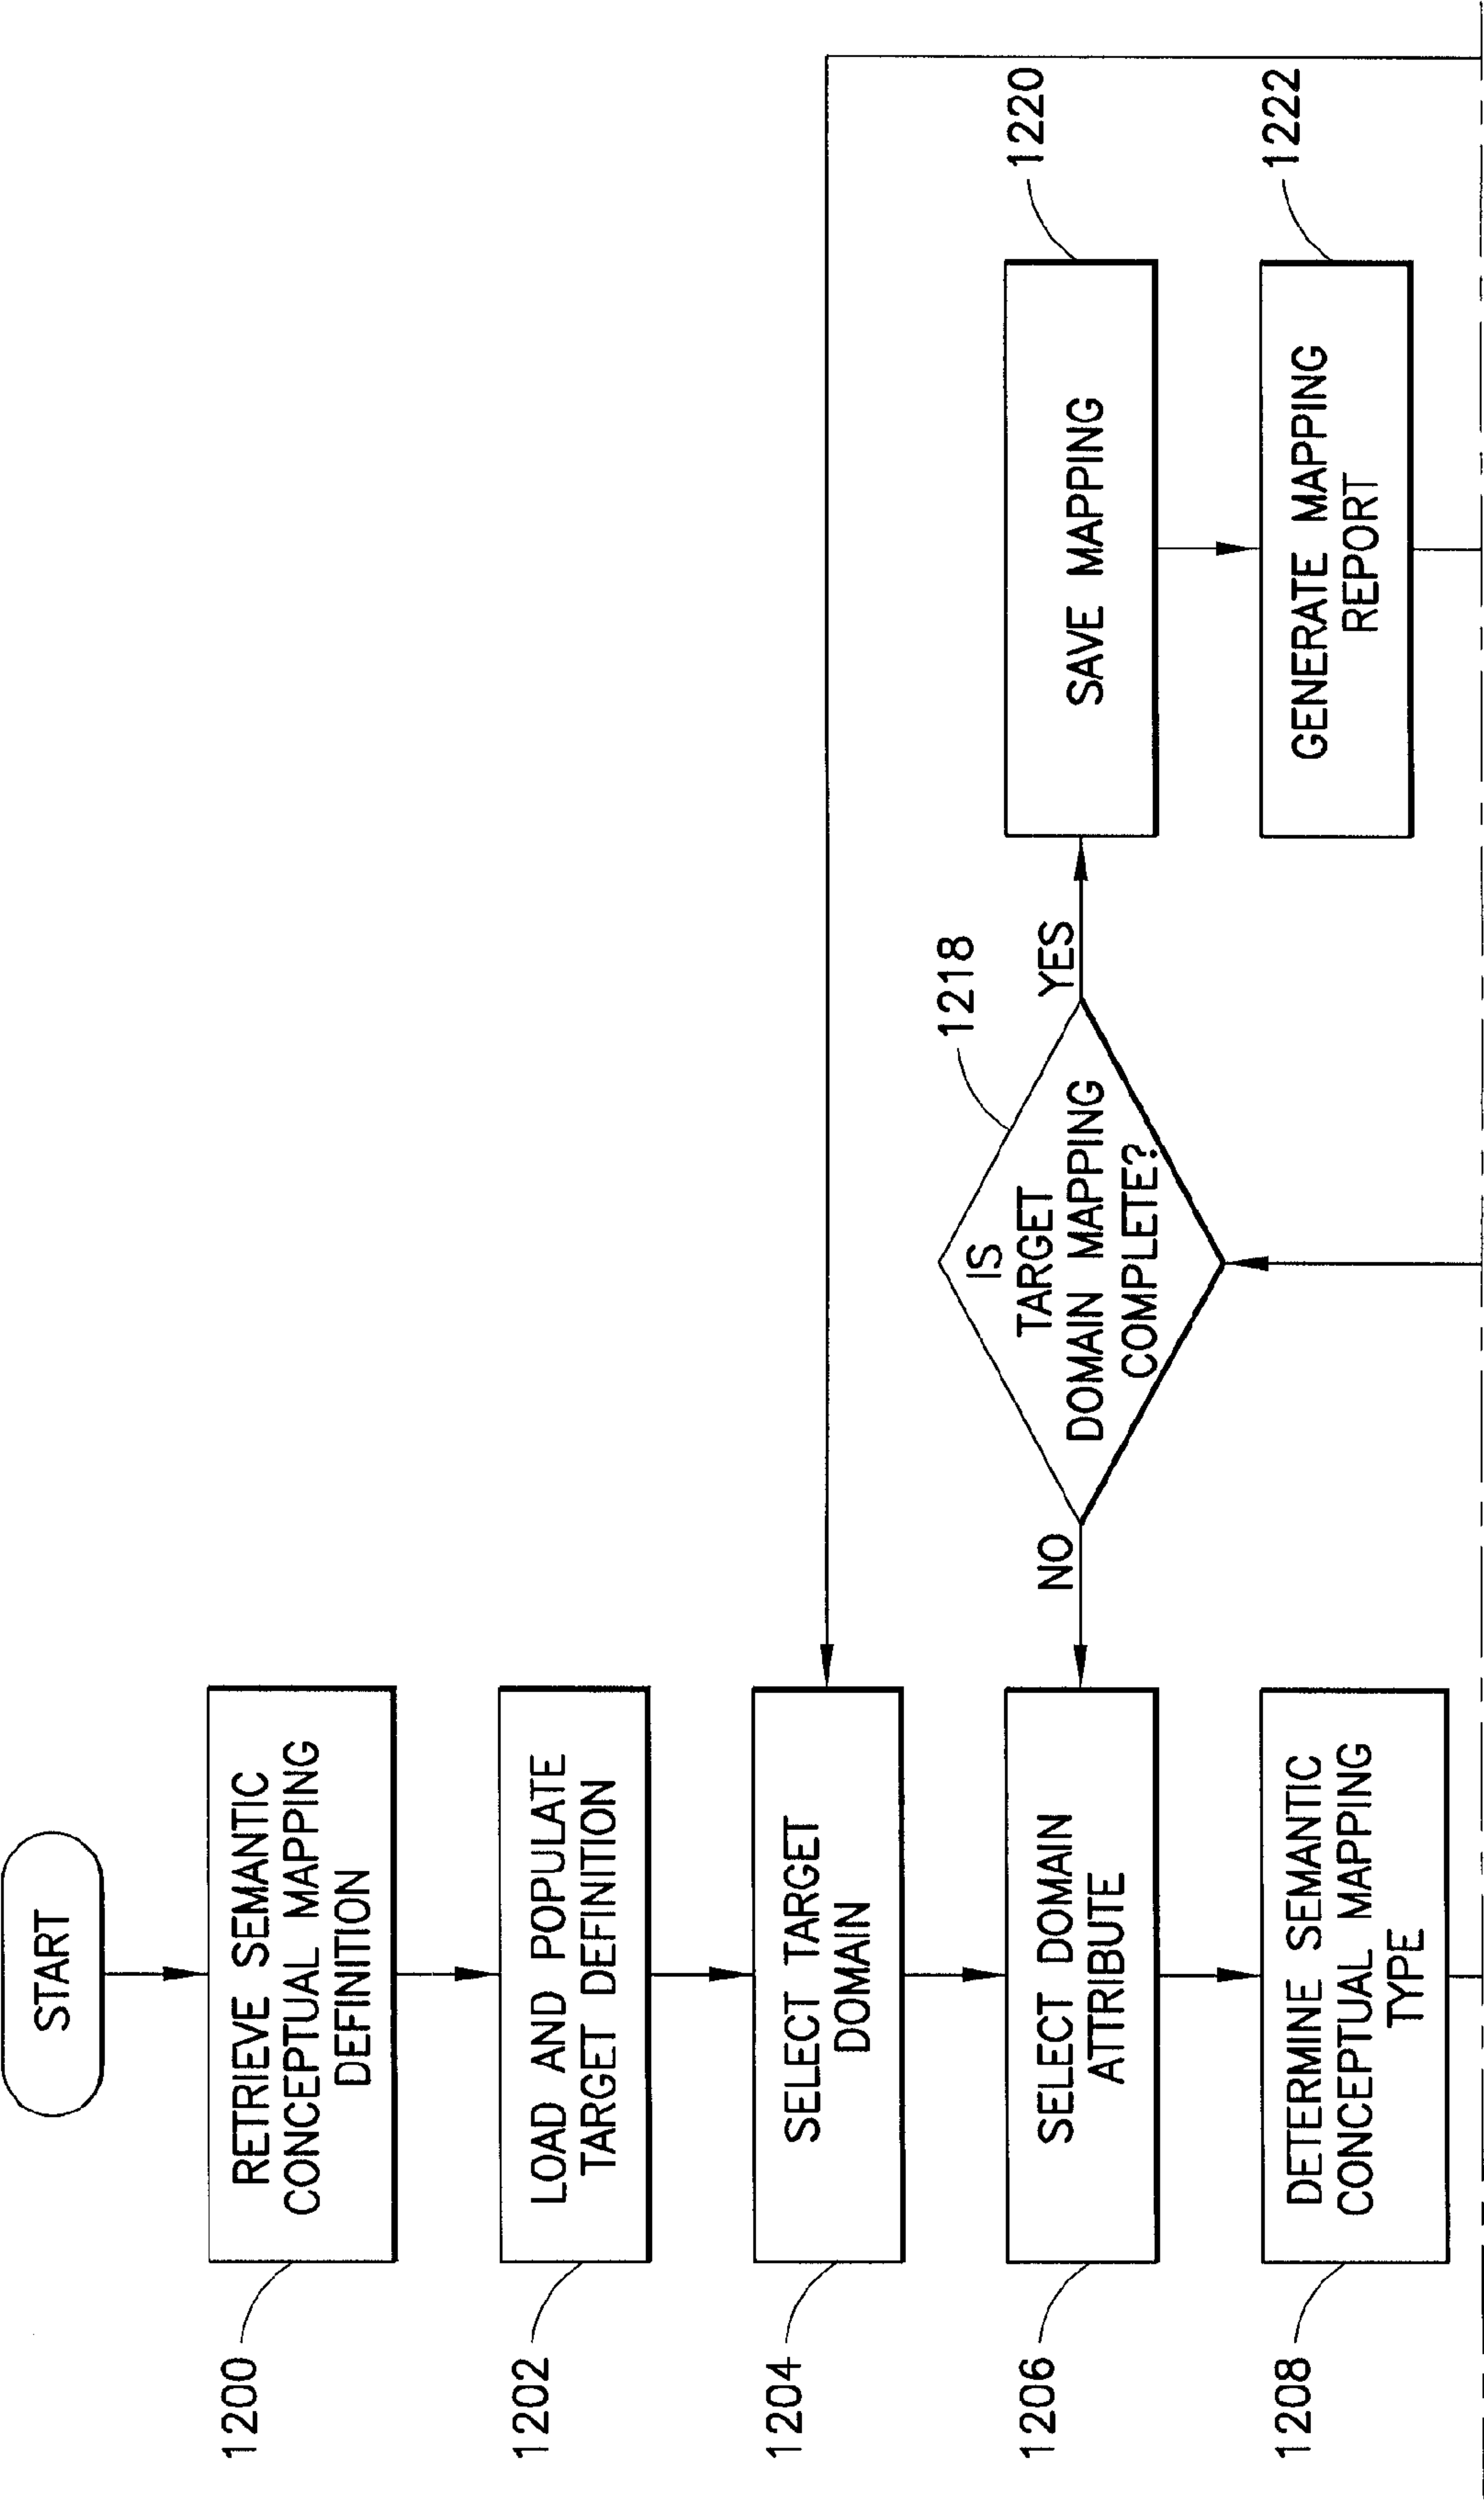 START
1200
RETRIEVE SEMANTIC
CONCEPTUAL MAPPING
DEFINITION
1202
LOAD AND POPULATE
TARGET DEFINITION
1204
SELECT TARGET
DOMAIN
1206
SELECT DOMAIN
ATTRIBUTE
1208
DETERMINE SEMANTIC
CONCEPTUAL MAPPING
TYPE
NO
1218
IS
TARGET
DOMAIN MAPPING
COMPLETE?
YES
1220
SAVE MAPPING
1222
GENERATE MAPPING
REPORT